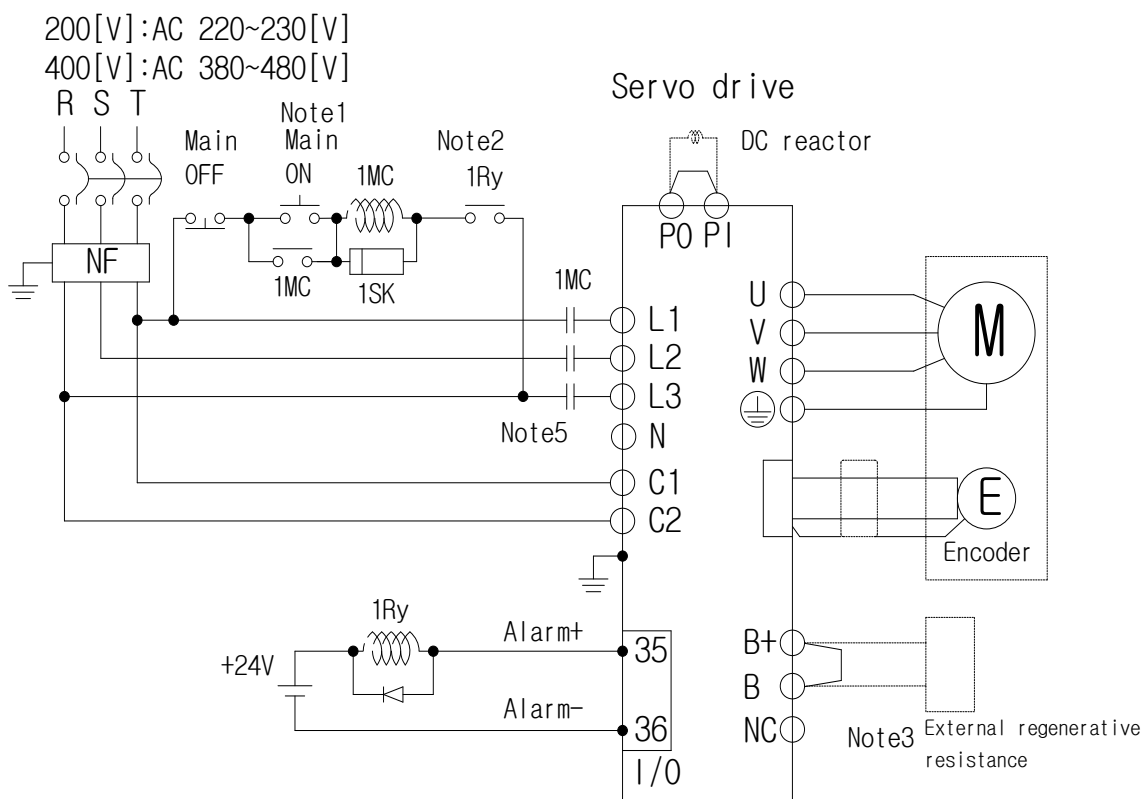 200[V]:AC 220~230[V]
400[V]:AC 380~480[V]
R S T
Servo drive
Note1
Main OFF
Main ON
1MC
Note2
1Ry
DC reactor
PO PI
NF
1MC
1SK
1MC
L1
L2
L3
Note5
N
C1
C2
U
V
W
M
E
Encoder
1Ry
+24V
Alarm+
35
Alarm-
36
I/O
B+
B
NC
Note3
External regenerative
resistance